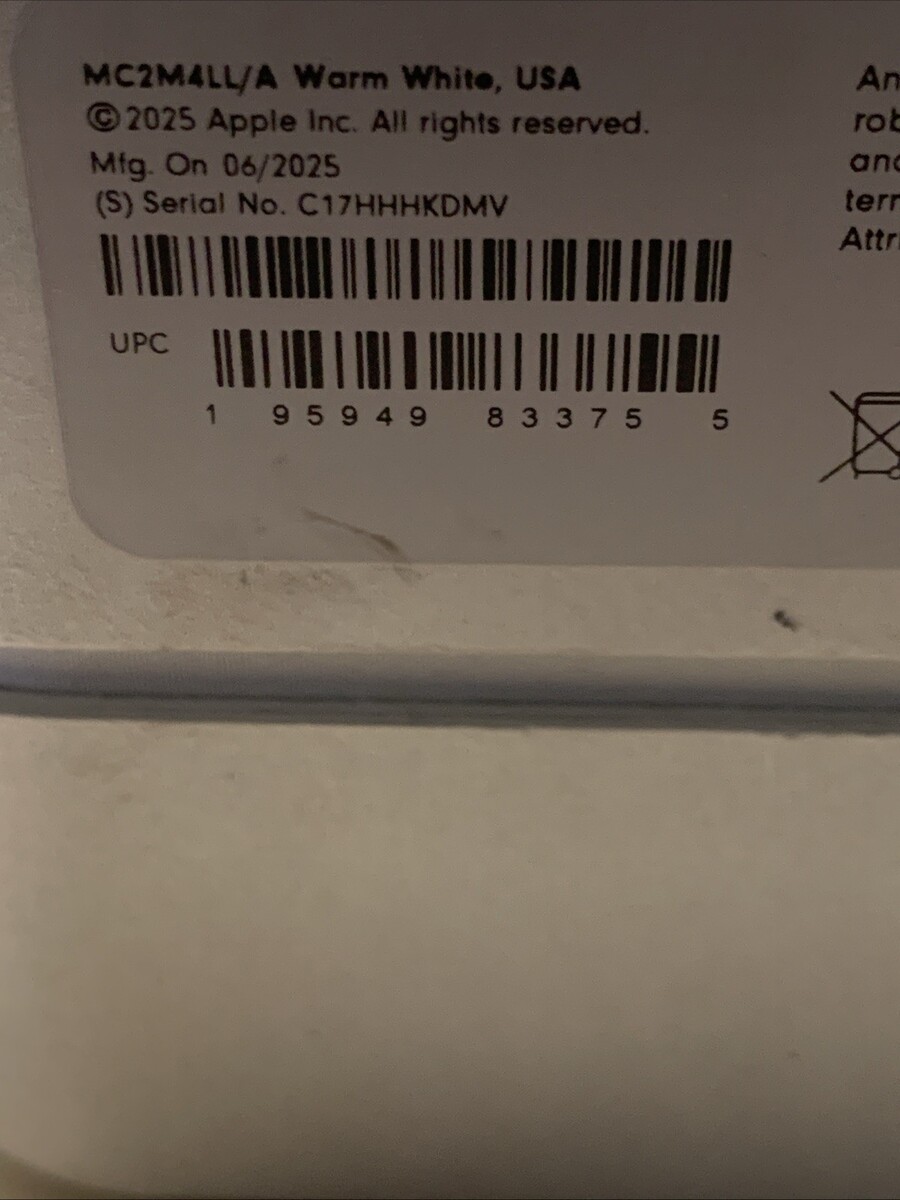 MC2M4LL/A Warm White, USA
©2025 Apple Inc. All rights reserved.
Mfg. On 06/2025
(S) Serial No. C17HHHKDMV
UPC
1 95949 83375 5
and